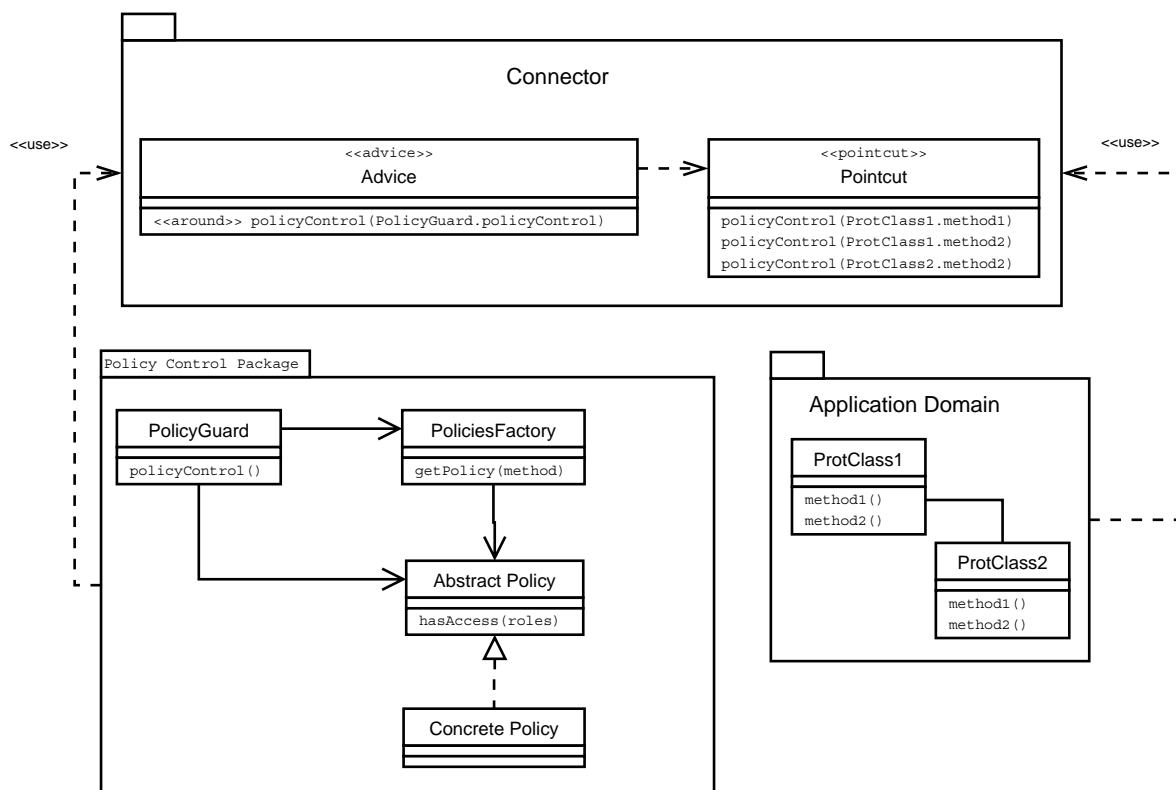 Connector
<<use>>
<<use>>
<<advice>>
Advice
<<around>> policyControl(PolicyGuard.policyControl)
<<pointcut>>
Pointcut
policyControl(ProtClass1.method1)
policyControl(ProtClass1.method2)
policyControl(ProtClass2.method2)
Policy Control Package
PolicyGuard
policyControl()
PoliciesFactory
getPolicy(method)
Abstract Policy
hasAccess(roles)
Concrete Policy
Application Domain
ProtClass1
method1()
method2()
ProtClass2
method1()
method2()